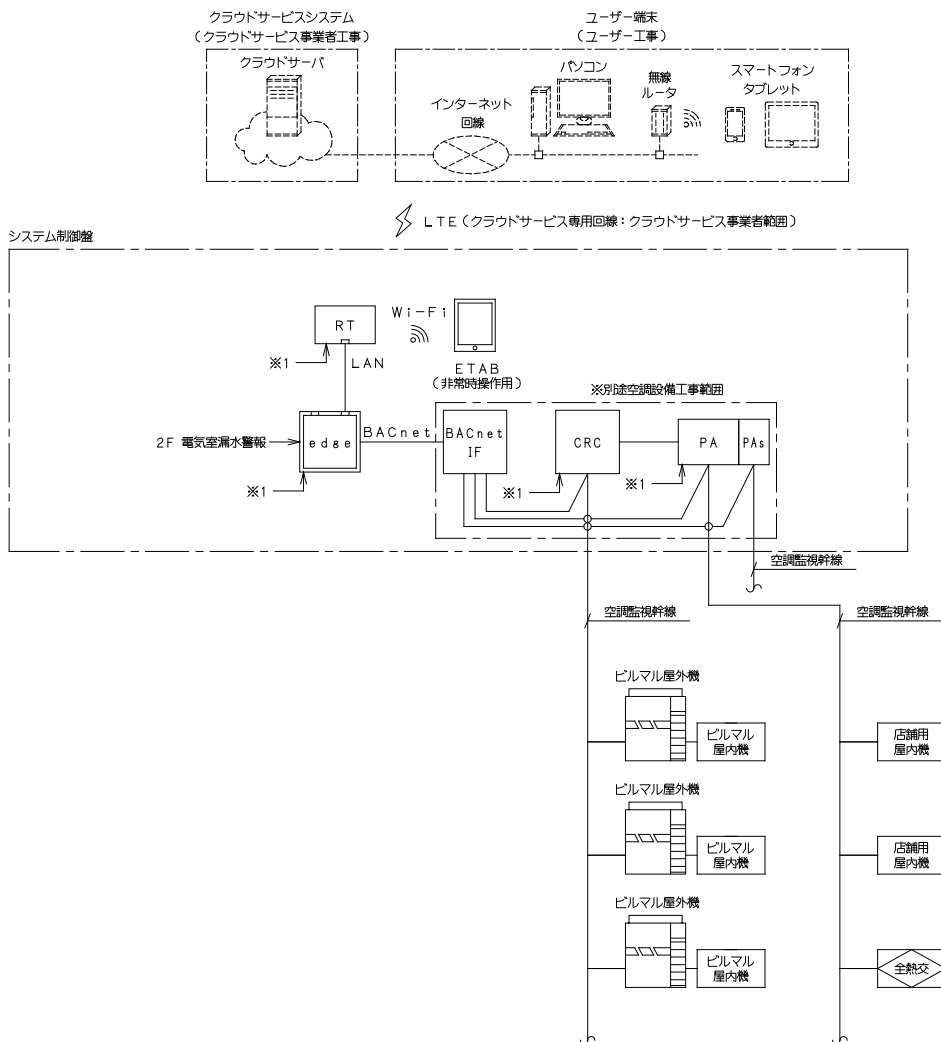 クラウドサービスシステム
(クラウドサービス事業者工事)
クラウドサーバ
ユーザー端末
(ユーザー工事)
インターネット
回線
パソコン
無線
ルータ
スマートフォン
タブレット
LTE(クラウドサービス専用回線:クラウドサービス事業者範囲)
システム制御盤
RT
Wi-Fi
※1
LAN
ETAB
(非常時操作用)
※別途空調設備工事範囲
2F 電気室漏水警報
edge
BACnet
BACnet
IF
CRC
PA
PAs
※1
※1
※1
空調監視幹線
空調監視幹線
空調監視幹線
ビルマル屋外機
ビルマル
屋内機
店舗用
屋内機
ビルマル屋外機
ビルマル
屋内機
店舗用
屋内機
ビルマル屋外機
ビルマル
屋内機
全熱交